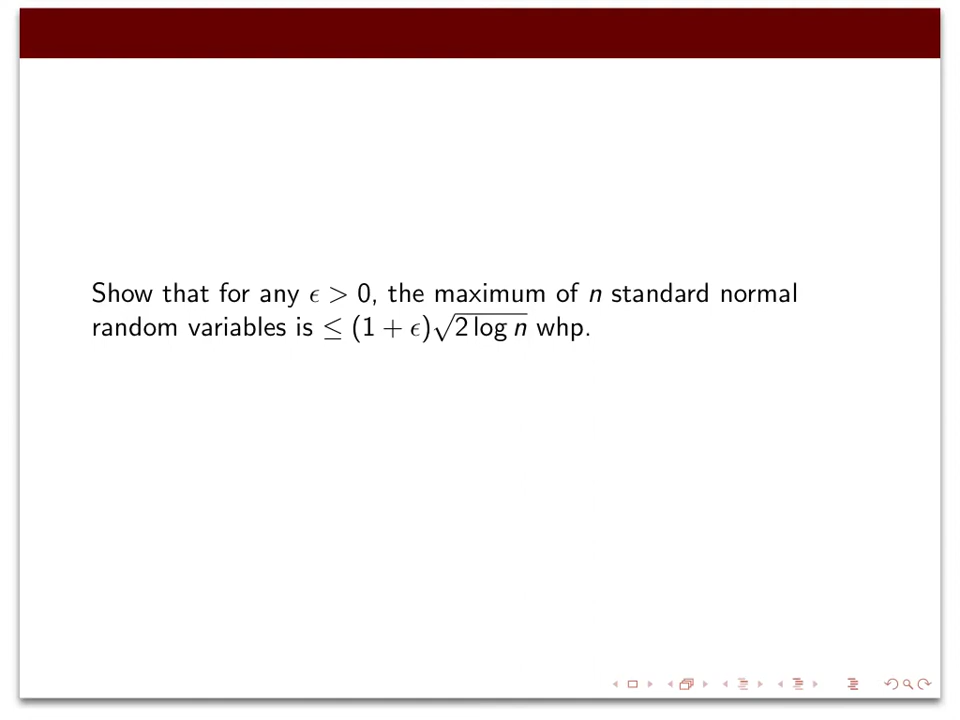 Show that for any ϵ > 0, the maximum of n standard normal
random variables is ≤ (1 + ϵ)√2 log n whp.